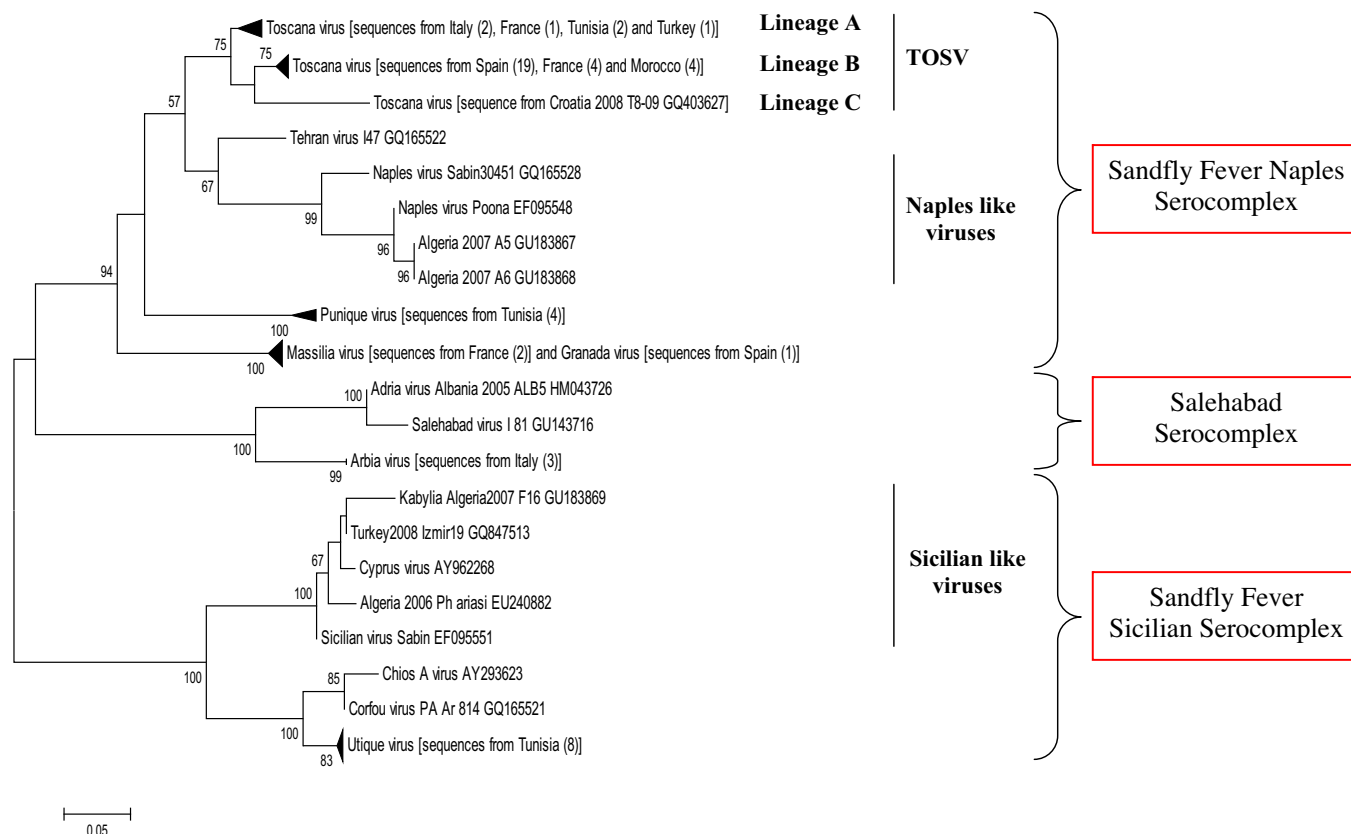 Toscana virus [sequences from Italy (2), France (1), Tunisia (2) and Turkey (1)]
Lineage A
75
75
Toscana virus [sequences from Spain (19), France (4) and Morocco (4)]
Lineage B
TOSV
57
Toscana virus [sequence from Croatia 2008 T8-09 GQ403627]
Lineage C
Tehran virus I47 GQ165522
67
Naples virus Sabin30451 GQ165528
99
Naples virus Poona EF095548
Naples like
viruses
Sandfly Fever Naples
Serocomplex
96
Algeria 2007 A5 GU183867
96
Algeria 2007 A6 GU183868
94
Punique virus [sequences from Tunisia (4)]
100
Massilia virus [sequences from France (2)] and Granada virus [sequences from Spain (1)]
100
Adria virus Albania 2005 ALB5 HM043726
100
Salehabad virus I 81 GU143716
Salehabad
Serocomplex
100
Arbia virus [sequences from Italy (3)]
99
Kabylia Algeria2007 F16 GU183869
Turkey2008 Izmir19 GQ847513
67
Cyprus virus AY962268
Sicilian like
viruses
100
Algeria 2006 Ph ariasi EU240882
Sicilian virus Sabin EF095551
Sandfly Fever
Sicilian Serocomplex
100
Chios A virus AY293623
85
Corfou virus PA Ar 814 GQ165521
100
Utique virus [sequences from Tunisia (8)]
83
0.05